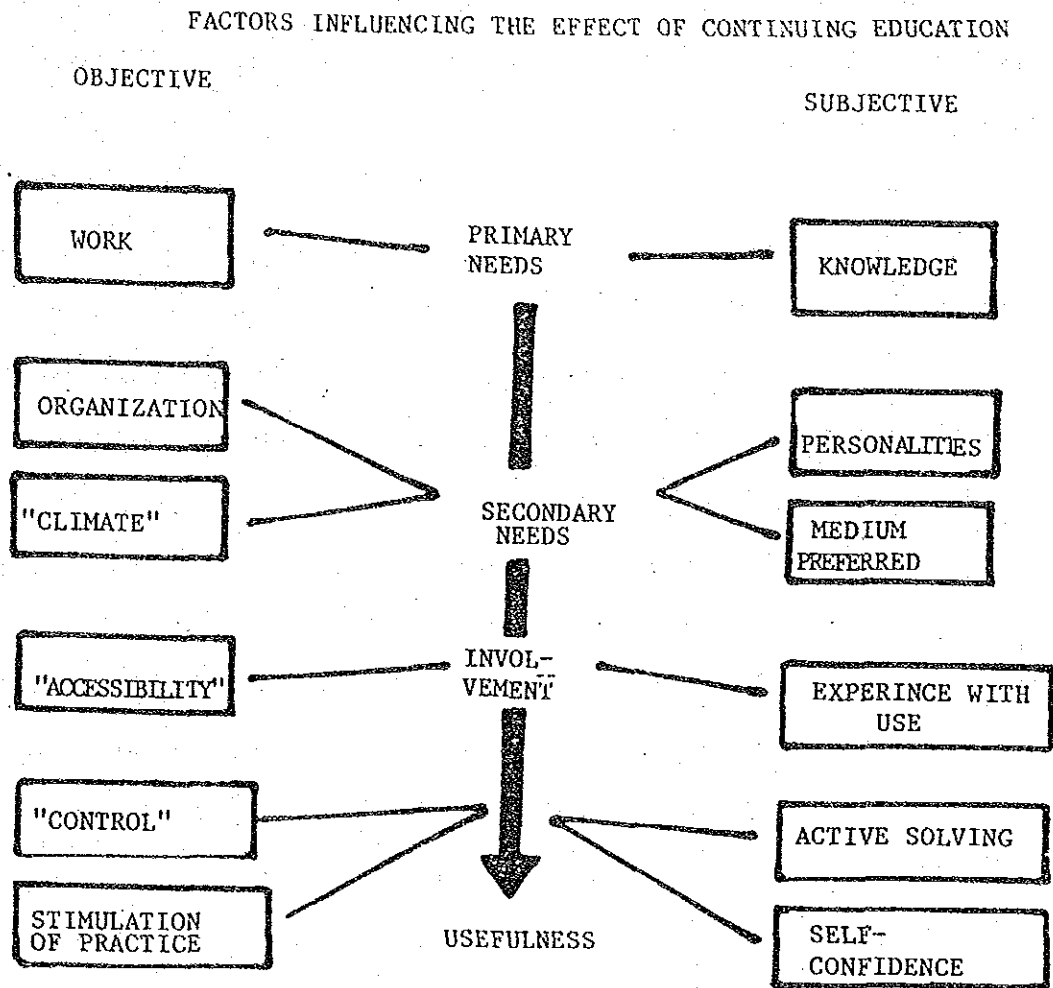 FACTORS INFLUENCING THE EFFECT OF CONTINUING EDUCATION
OBJECTIVE
SUBJECTIVE
WORK
PRIMARY
NEEDS
KNOWLEDGE
ORGANIZATION
PERSONALITIES
"CLIMATE"
SECONDARY
NEEDS
MEDIUM
PREFERRED
"ACCESSIBILITY"
INVOL-
VEMENT
EXPERINCE WITH
USE
"CONTROL"
ACTIVE SOLVING
STIMULATION
OF PRACTICE
USEFULNESS
SELF-
CONFIDENCE